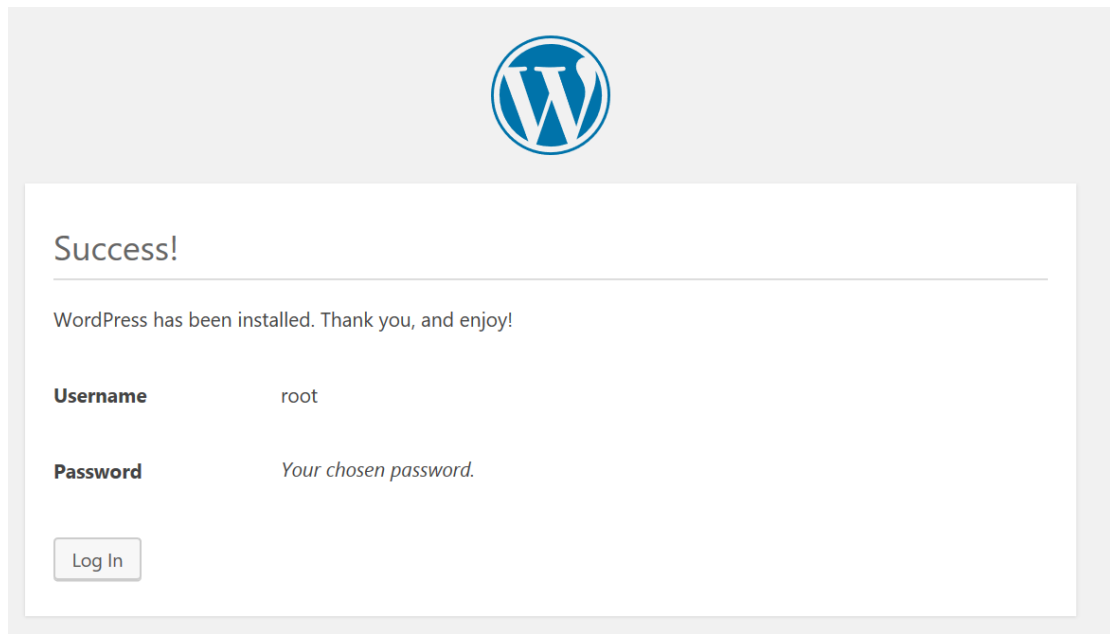 Success!
WordPress has been installed. Thank you, and enjoy!
Username root
Password Your chosen password.
Log In